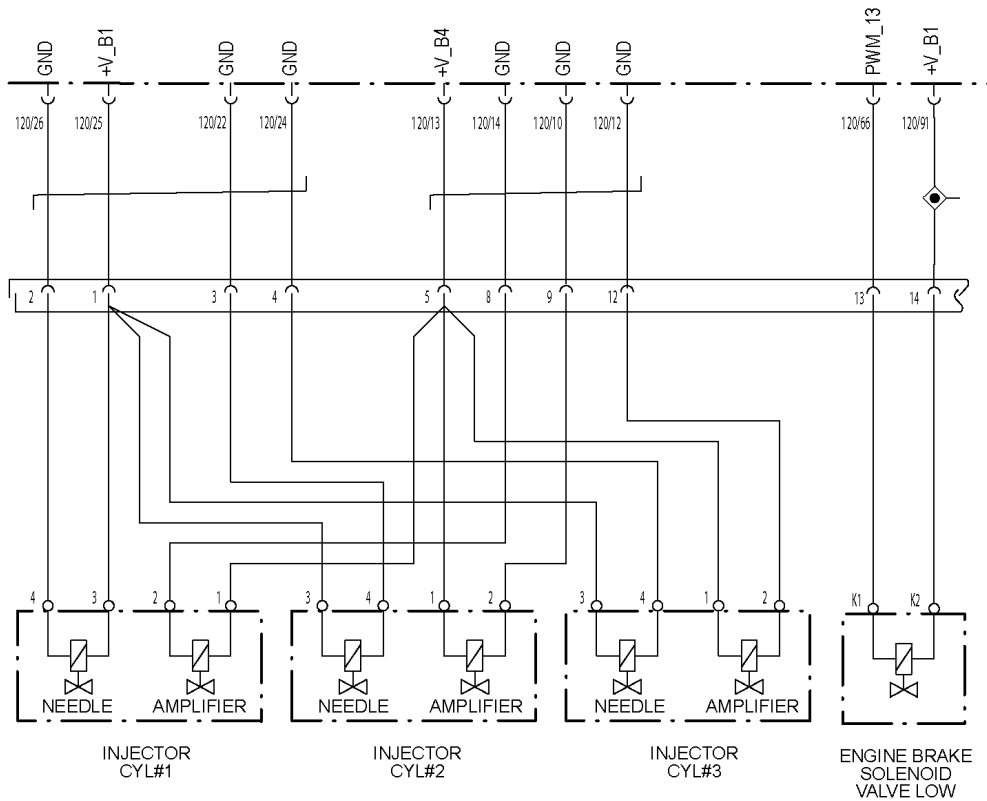 GND +V_B1 GND GND +V_B4 GND GND GND PWM_13 +V_B1
120/26 120/25 120/22 120/24 120/13 120/14 120/10 120/12 120/66 120/91
2 1 3 4 5 8 9 12 13 14
4 3 2 1 3 4 1 2 3 4 1 2 K1 K2
NEEDLE AMPLIFIER NEEDLE AMPLIFIER NEEDLE AMPLIFIER
INJECTOR
CYL#1
INJECTOR
CYL#2
INJECTOR
CYL#3
ENGINE BRAKE
SOLENOID
VALVE LOW